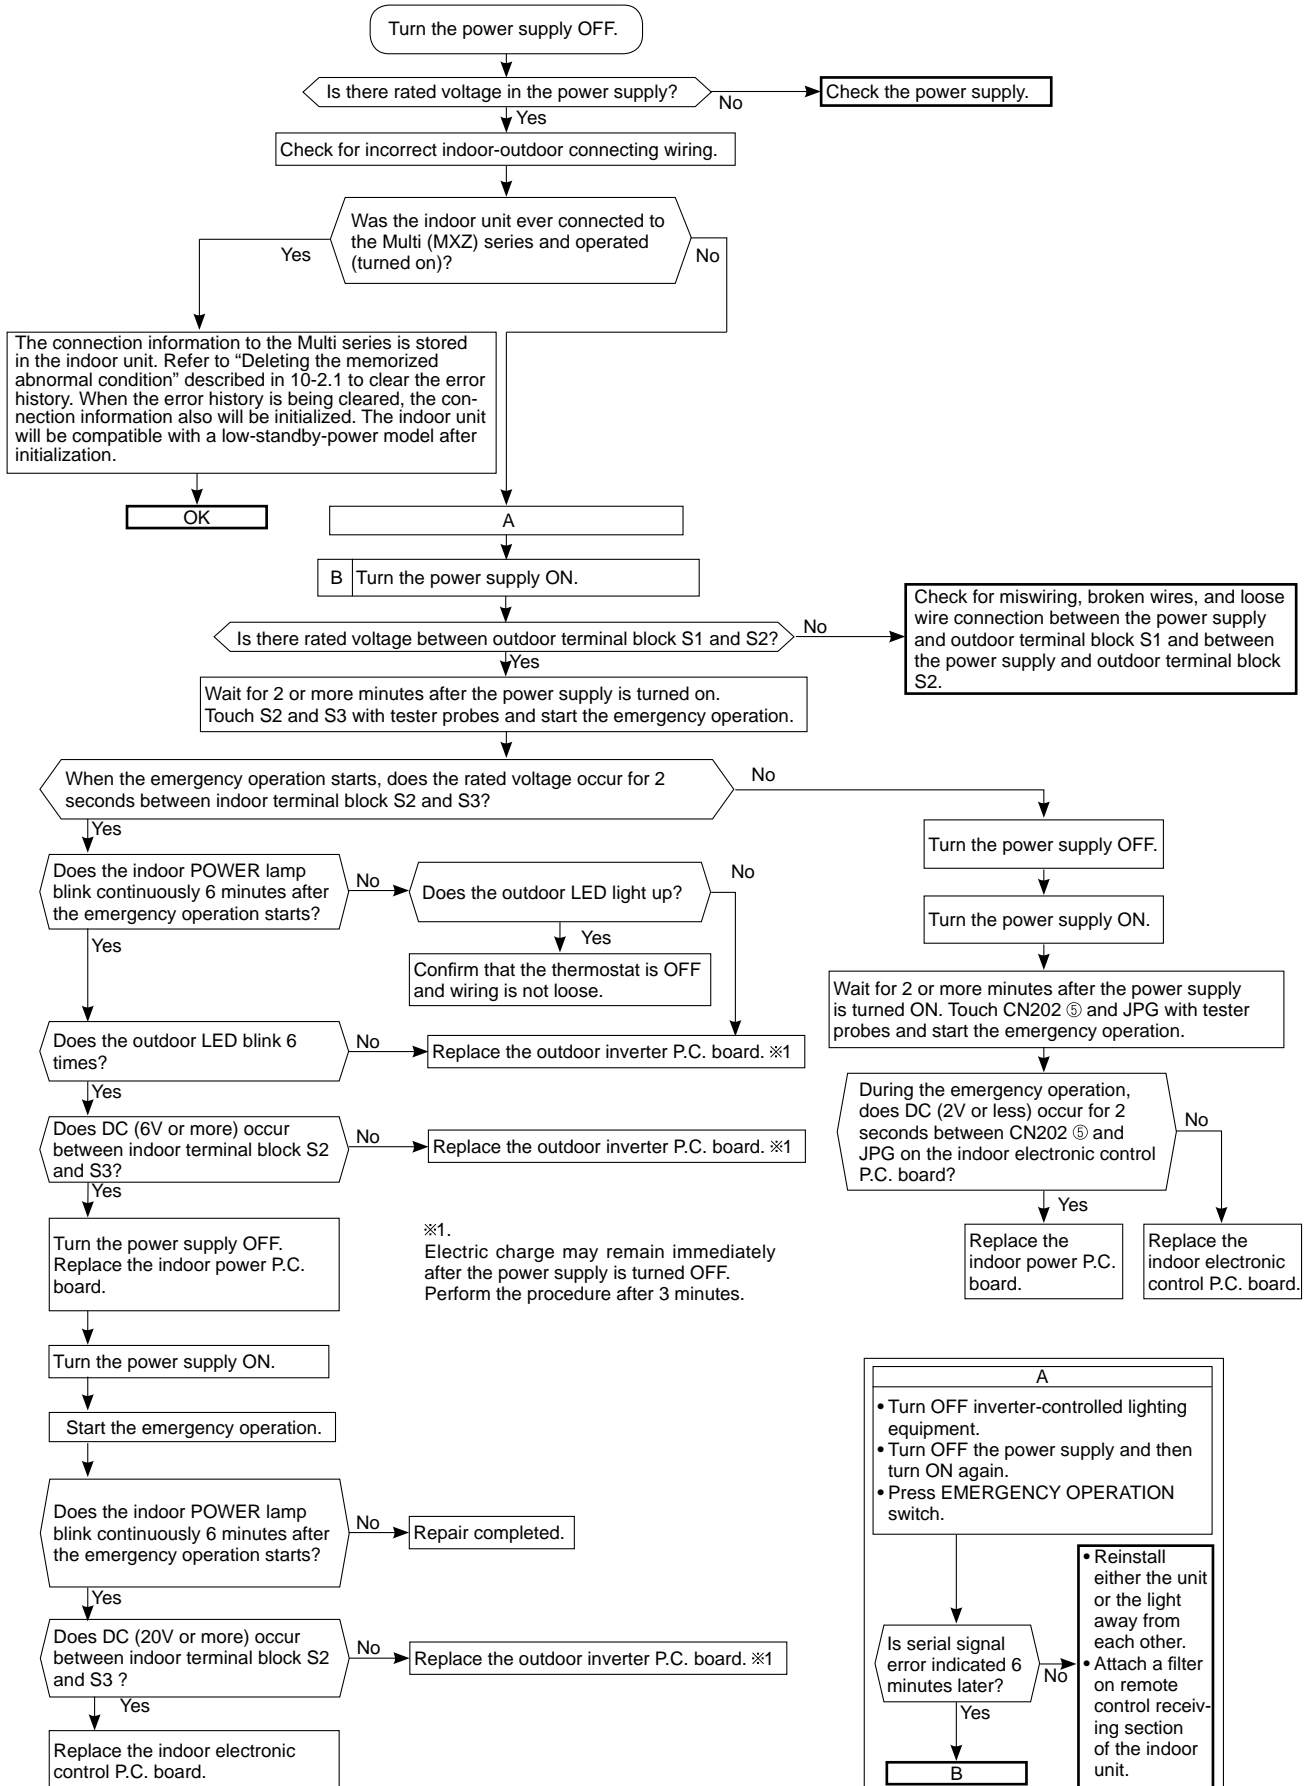 Turn the power supply OFF.
Is there rated voltage in the power supply?
No
Check the power supply.
Yes
Check for incorrect indoor-outdoor connecting wiring.
Was the indoor unit ever connected to
the Multi (MXZ) series and operated
(turned on)?
Yes
No
The connection information to the Multi series is stored
in the indoor unit. Refer to “Deleting the memorized
abnormal condition” described in 10-2.1 to clear the error
history. When the error history is being cleared, the con-
nection information also will be initialized. The indoor unit
will be compatible with a low-standby-power model after
initialization.
OK
A
B Turn the power supply ON.
Is there rated voltage between outdoor terminal block S1 and S2?
No
Check for miswiring, broken wires, and loose
wire connection between the power supply
and outdoor terminal block S1 and between
the power supply and outdoor terminal block
S2.
Yes
Wait for 2 or more minutes after the power supply is turned on.
Touch S2 and S3 with tester probes and start the emergency operation.
When the emergency operation starts, does the rated voltage occur for 2
seconds between indoor terminal block S2 and S3?
No
Yes
Does the indoor POWER lamp
blink continuously 6 minutes after
the emergency operation starts?
No
Does the outdoor LED light up?
No
Yes
Confirm that the thermostat is OFF
and wiring is not loose.
Yes
Does the outdoor LED blink 6
times?
No
Replace the outdoor inverter P.C. board. ※1
Yes
Does DC (6V or more) occur
between indoor terminal block S2
and S3?
No
Replace the outdoor inverter P.C. board. ※1
Yes
Turn the power supply OFF.
Replace the indoor power P.C.
board.
※1.
Electric charge may remain immediately
after the power supply is turned OFF.
Perform the procedure after 3 minutes.
Turn the power supply ON.
Start the emergency operation.
Does the indoor POWER lamp
blink continuously 6 minutes after
the emergency operation starts?
No
Repair completed.
Yes
Does DC (20V or more) occur
between indoor terminal block S2
and S3 ?
No
Replace the outdoor inverter P.C. board. ※1
Yes
Replace the indoor electronic
control P.C. board.
Turn the power supply OFF.
Turn the power supply ON.
Wait for 2 or more minutes after the power supply
is turned ON. Touch CN202 ⑤ and JPG with tester
probes and start the emergency operation.
During the emergency operation,
does DC (2V or less) occur for 2
seconds between CN202 ⑤ and
JPG on the indoor electronic control
P.C. board?
No
Yes
Replace the
indoor power P.C.
board.
Replace the
indoor electronic
control P.C. board.
A
• Turn OFF inverter-controlled lighting
equipment.
• Turn OFF the power supply and then
turn ON again.
• Press EMERGENCY OPERATION
switch.
Is serial signal
error indicated 6
minutes later?
No
Yes
B
• Reinstall
either the unit
or the light
away from
each other.
• Attach a filter
on remote
control receiv-
ing section
of the indoor
unit.